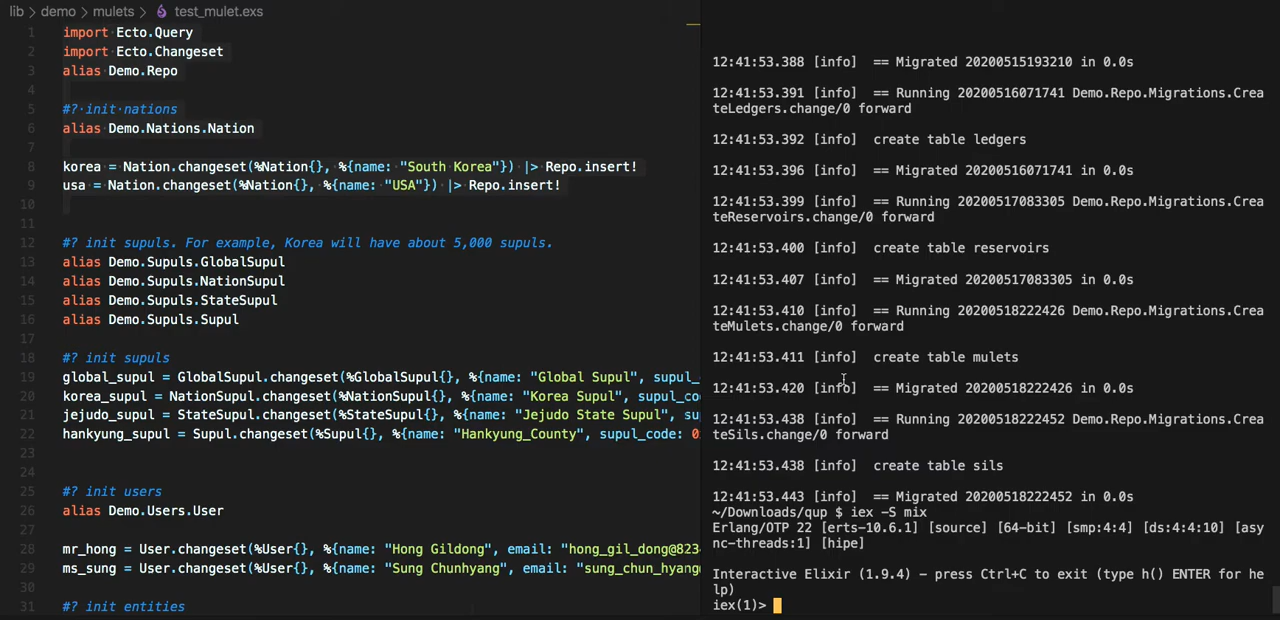 lib > demo > mulets > test_mulet.exs
1 import Ecto.Query
2 import Ecto.Changeset
3 alias Demo.Repo
4
5 #? init nations
6 alias Demo.Nations.Nation
7
8 korea = Nation.changeset(%Nation{}, %{name: "South Korea"}) |> Repo.insert!
9 usa = Nation.changeset(%Nation{}, %{name: "USA"}) |> Repo.insert!
10
11
12 #? init supuls. For example, Korea will have about 5,000 supuls.
13 alias Demo.Supuls.GlobalSupul
14 alias Demo.Supuls.NationSupul
15 alias Demo.Supuls.StateSupul
16 alias Demo.Supuls.Supul
17
18 #? init supuls
19 global_supul = GlobalSupul.changeset(%GlobalSupul{}, %{name: "Global Supul", supul_
20 korea_supul = NationSupul.changeset(%NationSupul{}, %{name: "Korea Supul", supul_co
21 jejudo_supul = StateSupul.changeset(%StateSupul{}, %{name: "Jejudo State Supul", su
22 hankyung_supul = Supul.changeset(%Supul{}, %{name: "Hankyung_County", supul_code: 0
23
24
25 #? init users
26 alias Demo.Users.User
27
28 mr_hong = User.changeset(%User{}, %{name: "Hong Gildong", email: "hong_gil_dong@823
29 ms_sung = User.changeset(%User{}, %{name: "Sung Chunhyang", email: "sung_chun_hyang
30
31 #? init entities
12:41:53.388 [info] == Migrated 20200515193210 in 0.0s
12:41:53.391 [info] == Running 20200516071741 Demo.Repo.Migrations.Crea
teLedgers.change/0 forward
12:41:53.392 [info] create table ledgers
12:41:53.396 [info] == Migrated 20200516071741 in 0.0s
12:41:53.399 [info] == Running 20200517083305 Demo.Repo.Migrations.Crea
teReservoirs.change/0 forward
12:41:53.400 [info] create table reservoirs
12:41:53.407 [info] == Migrated 20200517083305 in 0.0s
12:41:53.410 [info] == Running 20200518222426 Demo.Repo.Migrations.Crea
teMulets.change/0 forward
12:41:53.411 [info] create table mulets
12:41:53.420 [info] == Migrated 20200518222426 in 0.0s
12:41:53.438 [info] == Running 20200518222452 Demo.Repo.Migrations.Crea
teSils.change/0 forward
12:41:53.438 [info] create table sils
12:41:53.443 [info] == Migrated 20200518222452 in 0.0s
~/Downloads/qup $ iex -S mix
Erlang/OTP 22 [erts-10.6.1] [source] [64-bit] [smp:4:4] [ds:4:4:10] [asy
nc-threads:1] [hipe]
Interactive Elixir (1.9.4) - press Ctrl+C to exit (type h() ENTER for he
lp)
iex(1)>